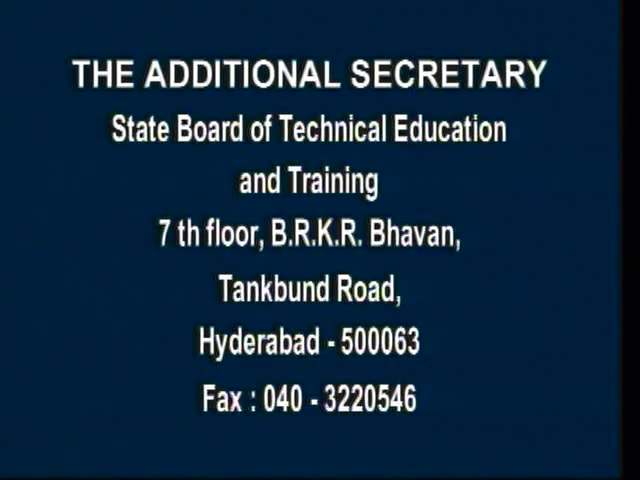 THE ADDITIONAL SECRETARY
State Board of Technical Education
and Training
7 th floor, B.R.K.R. Bhavan,
Tankbund Road,
Hyderabad - 500063
Fax : 040 - 3220546